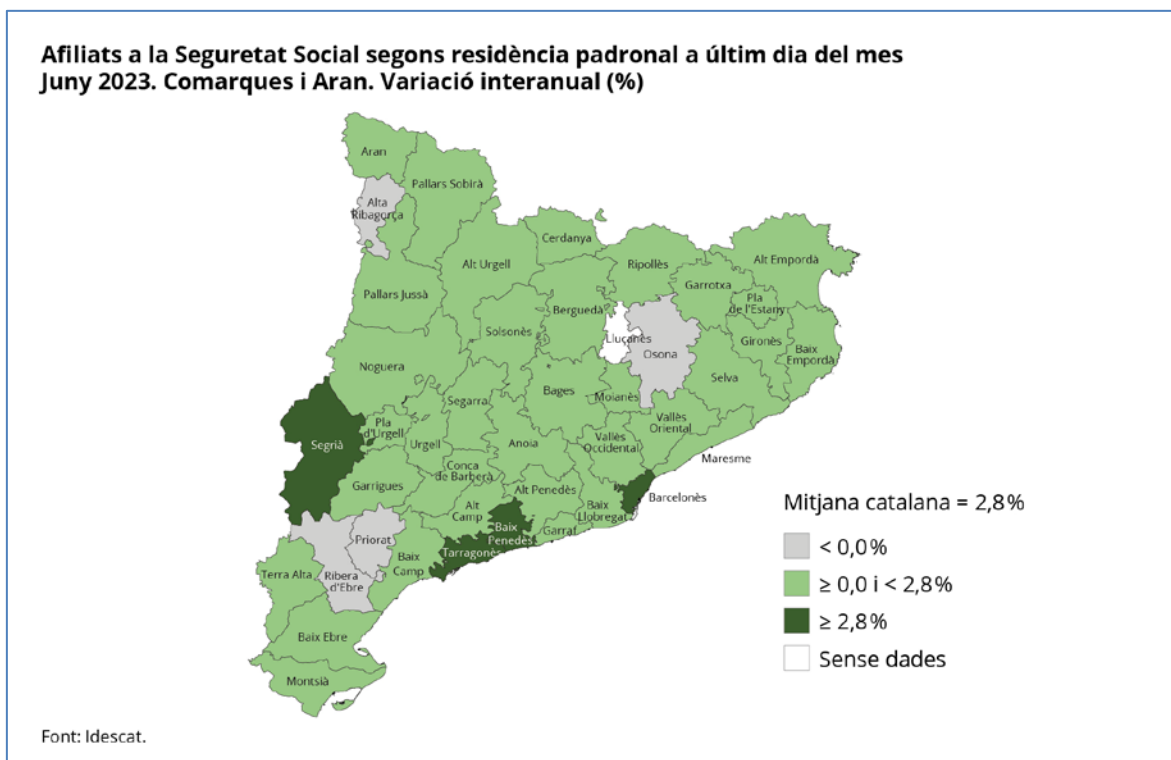 Afiliats a la Seguretat Social segons residència padronal a últim dia del mes
Juny 2023. Comarques i Aran. Variació interanual (%)
Aran
Pallars Sobirà
Alta
Ribagorça
Cerdanya
Alt Urgell
Ripollès
Alt Empordà
Garrotxa
Pallars Jussà
Pla
de l'Estany
Berguedà
Solsonès
Lluçanès
Osona
Gironès
Baix
Empordà
Noguera
Selva
Bages
Moianès
Segarra
Vallès
Oriental
Pla
d'Urgell
Segrià
Urgell
Anoia
Vallès
Occidental
Maresme
Conca
de Barberà
Garrigues
Alt Penedès
Barcelonès
Alt
Camp
Baix
Llobregat
Baix
Penedès
Garraf
Priorat
Tarragonès
Baix
Camp
Terra Alta
Ribera
d'Ebre
Baix Ebre
Montsià
Mitjana catalana = 2,8%
< 0,0%
≥ 0,0 i < 2,8%
≥ 2,8%
Sense dades
Font: Idescat.